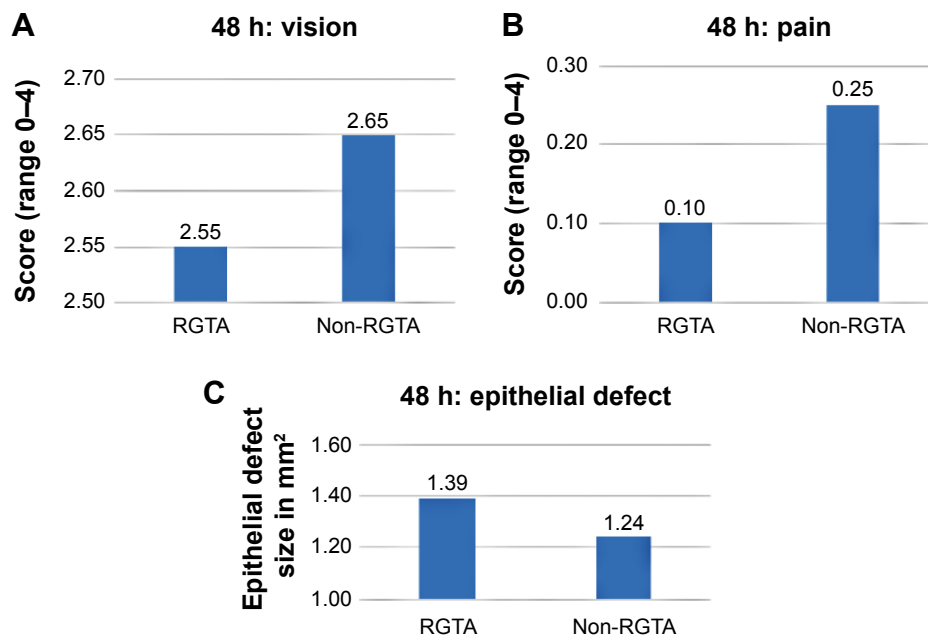 A
48 h: vision
Score (range 0–4)
2.70
2.65
2.60
2.55
2.50
2.55
2.65
RGTA
Non-RGTA
B
48 h: pain
Score (range 0–4)
0.30
0.20
0.10
0.00
0.10
0.25
RGTA
Non-RGTA
C
48 h: epithelial defect
Epithelial defect
size in mm²
1.60
1.40
1.20
1.00
1.39
1.24
RGTA
Non-RGTA